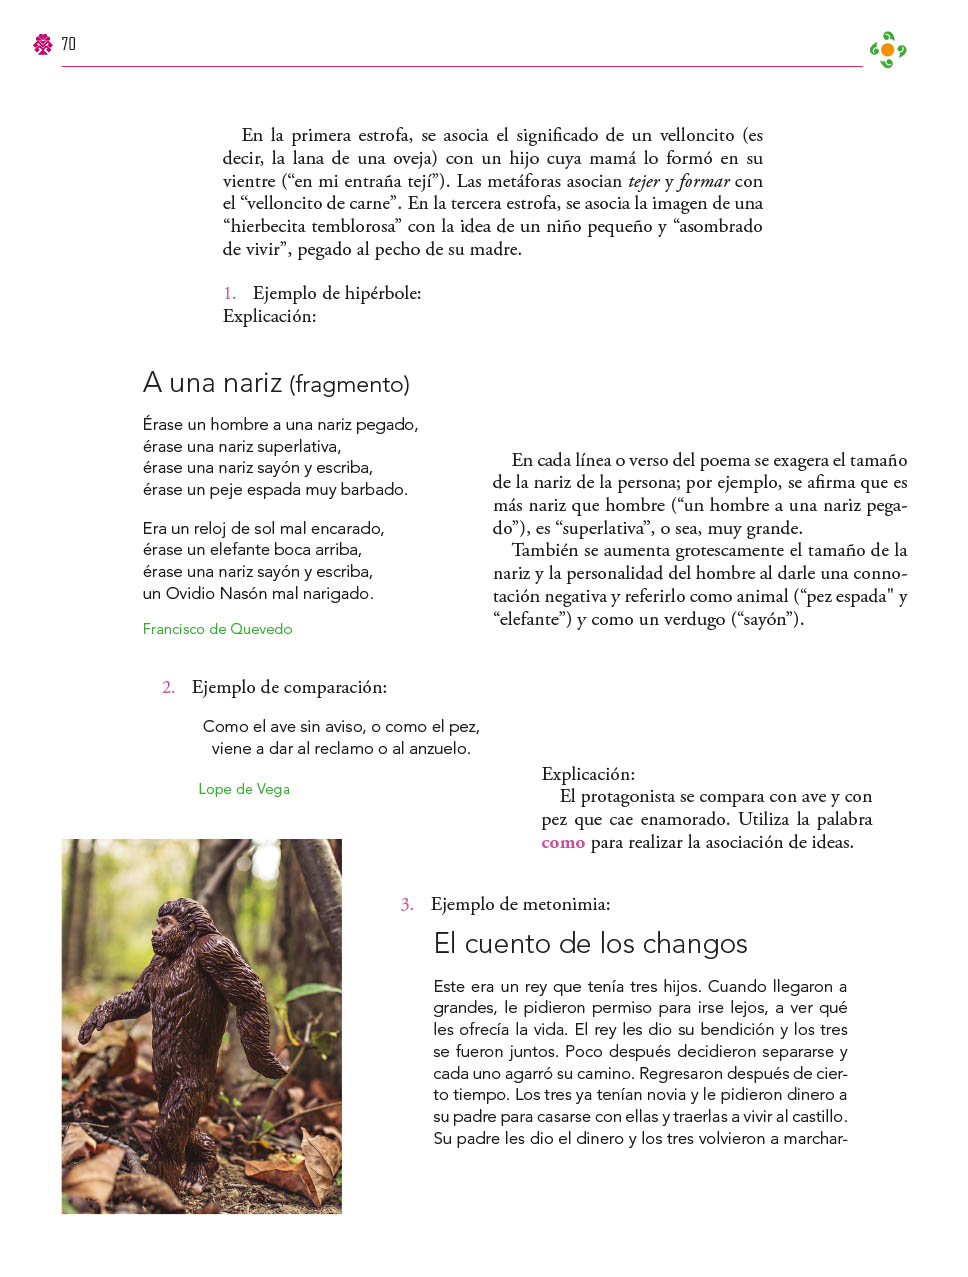 70
En la primera estrofa, se asocia el significado de un velloncito (es
decir, la lana de una oveja) con un hijo cuya mamá lo formó en su
vientre (“en mi entraña tejí”). Las metáforas asocian tejer y formar con
el “velloncito de carne”. En la tercera estrofa, se asocia la imagen de una
“hierbecita temblorosa” con la idea de un niño pequeño y “asombrado
de vivir”, pegado al pecho de su madre.
1. Ejemplo de hipérbole:
Explicación:
A una nariz (fragmento)
Érase un hombre a una nariz pegado,
érase una nariz superlativa,
érase una nariz sayón y escriba,
érase un peje espada muy barbado.
Era un reloj de sol mal encarado,
érase un elefante boca arriba,
érase una nariz sayón y escriba,
un Ovidio Nasón mal narigado.
Francisco de Quevedo
En cada línea o verso del poema se exagera el tamaño
de la nariz de la persona; por ejemplo, se afirma que es
más nariz que hombre (“un hombre a una nariz pega-
do”), es “superlativa”, o sea, muy grande.
También se aumenta grotescamente el tamaño de la
nariz y la personalidad del hombre al darle una conno-
tación negativa y referirlo como animal (“pez espada" y
“elefante”) y como un verdugo (“sayón”).
2. Ejemplo de comparación:
Como el ave sin aviso, o como el pez,
viene a dar al reclamo o al anzuelo.
Lope de Vega
Explicación:
El protagonista se compara con ave y con
pez que cae enamorado. Utiliza la palabra
como para realizar la asociación de ideas.
3. Ejemplo de metonimia:
El cuento de los changos
Este era un rey que tenía tres hijos. Cuando llegaron a
grandes, le pidieron permiso para irse lejos, a ver qué
les ofrecía la vida. El rey les dio su bendición y los tres
se fueron juntos. Poco después decidieron separarse y
cada uno agarró su camino. Regresaron después de cier-
to tiempo. Los tres ya tenían novia y le pidieron dinero a
su padre para casarse con ellas y traerlas a vivir al castillo.
Su padre les dio el dinero y los tres volvieron a marchar-